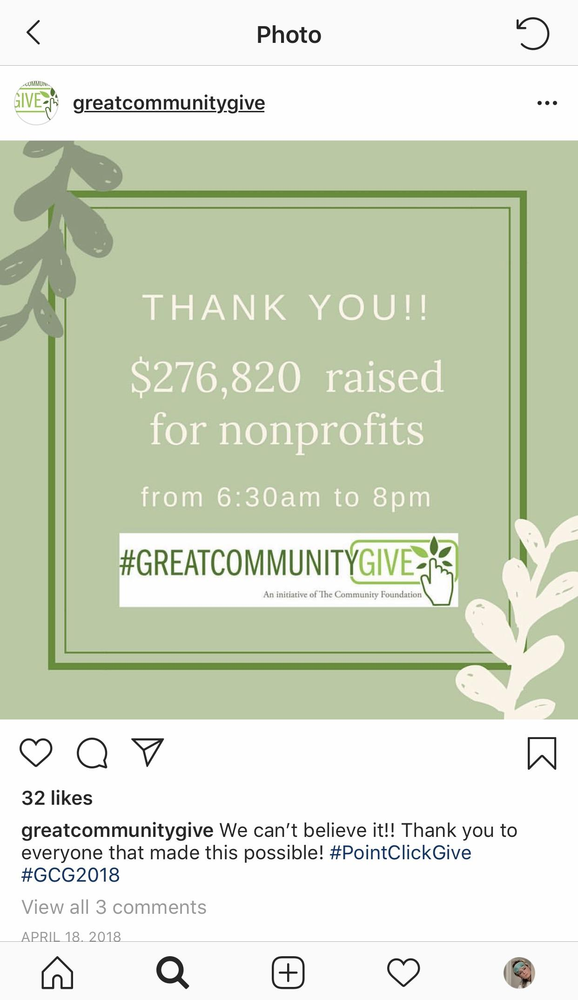 Photo
COMMUN
GIVE
greatcommunitygive
THANK YOU!!
$276,820 raised
for nonprofits
from 6:30am to 8pm
#GREATCOMMUNITYGIVE
An initiative of The Community Foundation
32 likes
greatcommunitygive We can't believe it!! Thank you to
everyone that made this possible! #PointClickGive
#GCG2018
View all 3 comments
APRIL 18, 2018